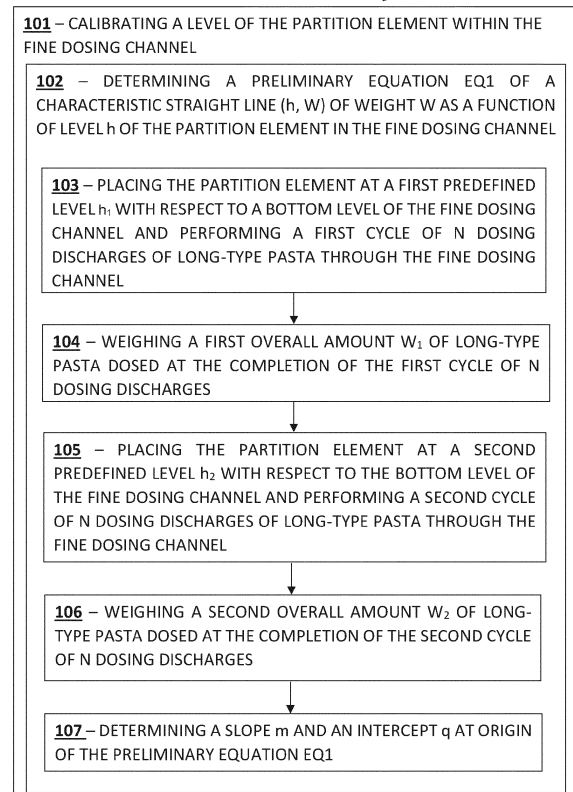 101 – CALIBRATING A LEVEL OF THE PARTITION ELEMENT WITHIN THE
FINE DOSING CHANNEL
102 – DETERMINING A PRELIMINARY EQUATION EQ1 OF A
CHARACTERISTIC STRAIGHT LINE (h, W) OF WEIGHT W AS A FUNCTION
OF LEVEL h OF THE PARTITION ELEMENT IN THE FINE DOSING CHANNEL
103 – PLACING THE PARTITION ELEMENT AT A FIRST PREDEFINED
LEVEL h₁ WITH RESPECT TO A BOTTOM LEVEL OF THE FINE DOSING
CHANNEL AND PERFORMING A FIRST CYCLE OF N DOSING
DISCHARGES OF LONG-TYPE PASTA THROUGH THE FINE DOSING
CHANNEL
104 – WEIGHING A FIRST OVERALL AMOUNT W₁ OF LONG-TYPE
PASTA DOSED AT THE COMPLETION OF THE FIRST CYCLE OF N
DOSING DISCHARGES
105 – PLACING THE PARTITION ELEMENT AT A SECOND
PREDEFINED LEVEL h₂ WITH RESPECT TO THE BOTTOM LEVEL OF
THE FINE DOSING CHANNEL AND PERFORMING A SECOND CYCLE
OF N DOSING DISCHARGES OF LONG-TYPE PASTA THROUGH THE
FINE DOSING CHANNEL
106 – WEIGHING A SECOND OVERALL AMOUNT W₂ OF LONG-
TYPE PASTA DOSED AT THE COMPLETION OF THE SECOND CYCLE
OF N DOSING DISCHARGES
107 – DETERMINING A SLOPE m AND AN INTERCEPT q AT ORIGIN
OF THE PRELIMINARY EQUATION EQ1